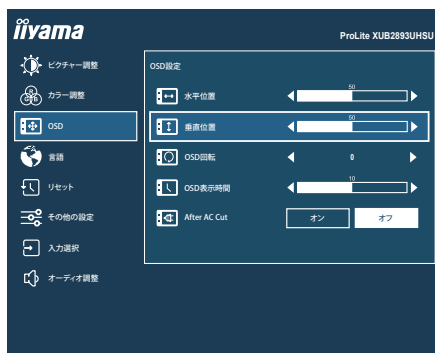 iiyama
ProLite XUB2893UHSU
ピクチャー調整
カラー調整
OSD
言語
リセット
その他の設定
入力選択
オーディオ調整
OSD設定
水平位置
50
垂直位置
50
OSD回転
0
OSD表示時間
10
After AC Cut
オン
オフ